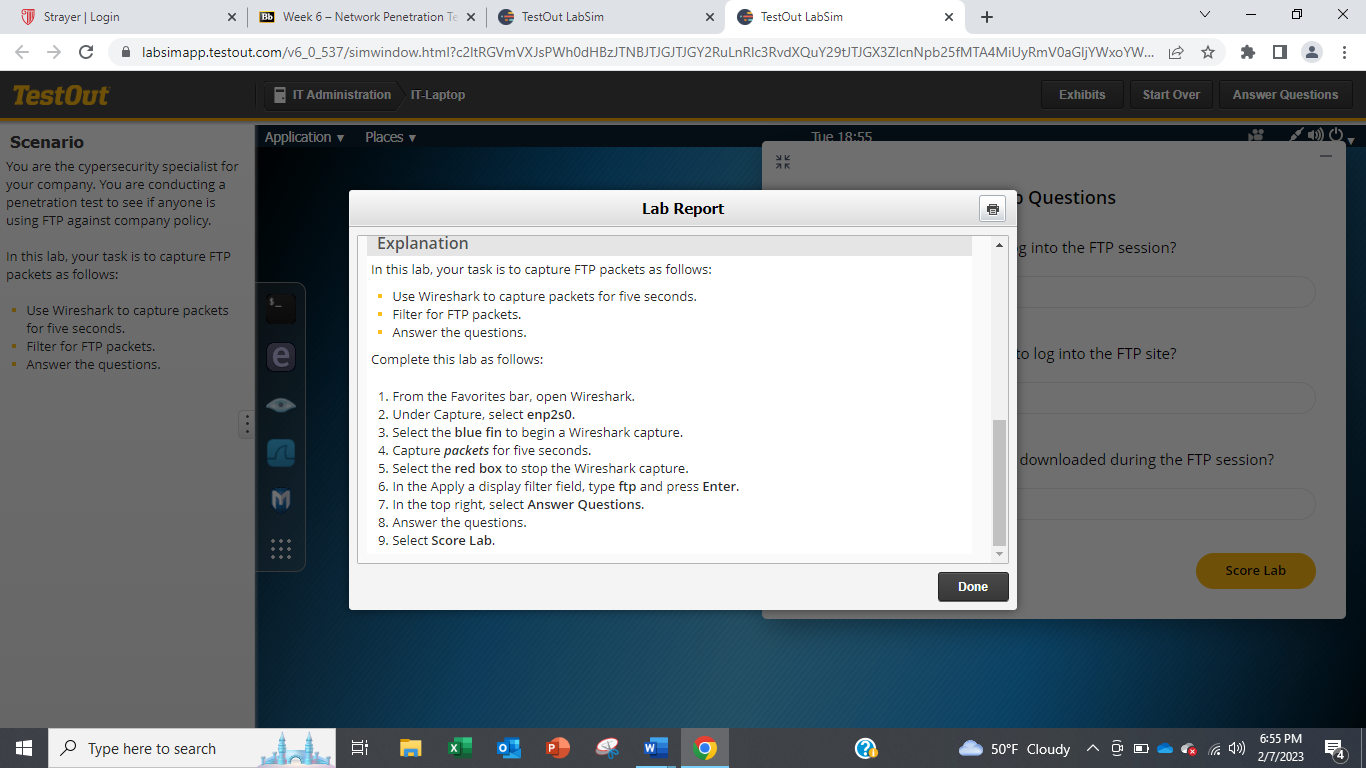 Strayer | Login
Week 6 – Network Penetration Te
TestOut LabSim
TestOut LabSim
labsimapp.testout.com/v6_0_537/simwindow.html?c2ltRGVmVXJsPWh0dHBzJTNBJTJGJTJGY2RuLnRlc3RvdXQuY29tJTJGX3ZlcnNpb25fMTA4MiUyRmV0aGljYWxoYW...
TestOut
IT Administration
IT-Laptop
Exhibits
Start Over
Answer Questions
Scenario
You are the cypersecurity specialist for
your company. You are conducting a
penetration test to see if anyone is
using FTP against company policy.
In this lab, your task is to capture FTP
packets as follows:
Use Wireshark to capture packets
for five seconds.
Filter for FTP packets.
Answer the questions.
Application
Places
Tue 18:55
Questions
into the FTP session?
to log into the FTP site?
downloaded during the FTP session?
Score Lab
Lab Report
Explanation
In this lab, your task is to capture FTP packets as follows:
Use Wireshark to capture packets for five seconds.
Filter for FTP packets.
Answer the questions.
Complete this lab as follows:
1. From the Favorites bar, open Wireshark.
2. Under Capture, select enp2s0.
3. Select the blue fin to begin a Wireshark capture.
4. Capture packets for five seconds.
5. Select the red box to stop the Wireshark capture.
6. In the Apply a display filter field, type ftp and press Enter.
7. In the top right, select Answer Questions.
8. Answer the questions.
9. Select Score Lab.
Done
Type here to search
50°F Cloudy
6:55 PM
2/7/2023
4